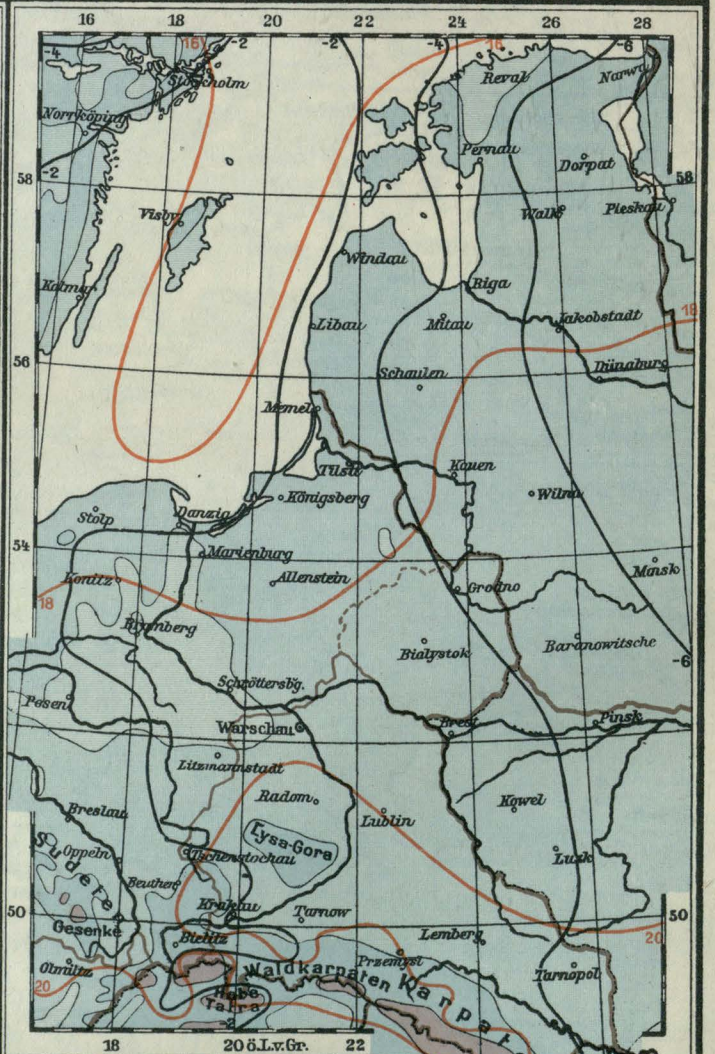 16 18 20 22 24 26 28
-4 16 -2 -2 -4 16 -6
Stockholm Reval Narwa
Norrköping
Pernau
Dorpat
-2
58 58
Visby Walk Pleskau
Windau
Kalmar Riga
Libau Mitau Jakobstadt 18
56
Schaulen Dünaburg
Memel
Tilsit Kauen
Königsberg Wilna
Stolp Danzig
54
Marienburg
Konitz Allenstein Minsk
18 Grodno
Bromberg
Bialystok Baranowitsche
-6
Schröttersbg.
Posen
Warschau Brest Pinsk
Litzmannstadt
Radom Kowel
Breslau Lublin
Lysa-Gora
Sudeten Oppeln Tschenstochau Luzk
Beuthen
50 Krakau Tarnow 50
Gesenke Lemberg 20
Bielitz
Olmütz Przemysl
Waldkarpaten Karpat
Tarnopol
20 Hohe
Tatra
-2
18 20 ö.L.v.Gr. 22